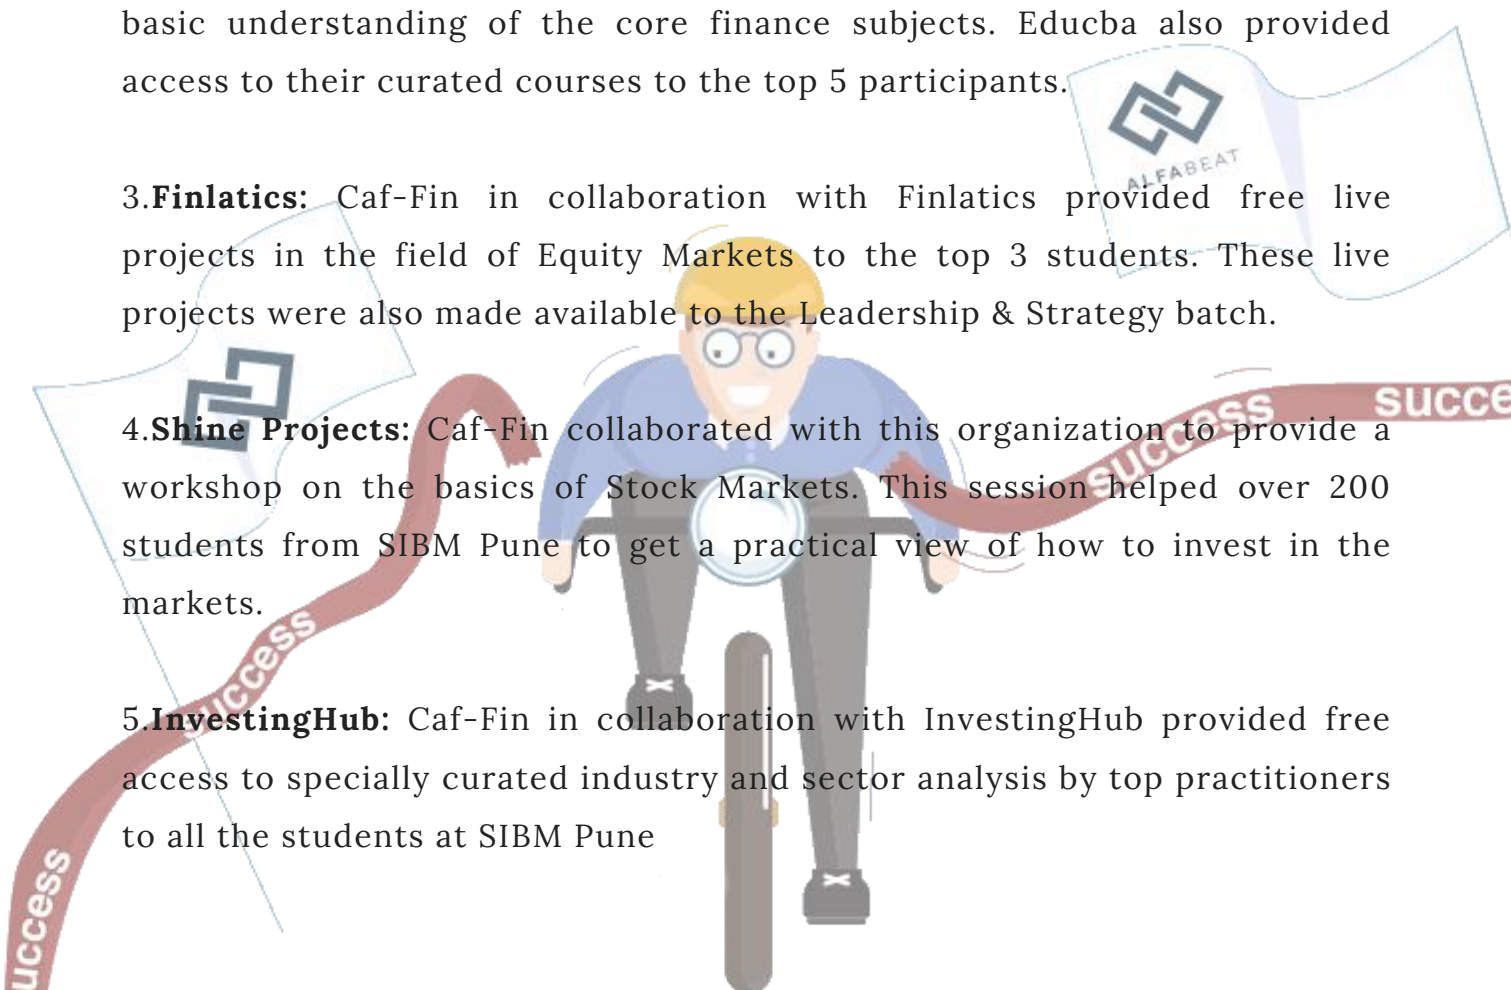 basic understanding of the core finance subjects. Educba also provided
access to their curated courses to the top 5 participants.
ALFABEAT
3.Finlatics: Caf-Fin in collaboration with Finlatics provided free live
projects in the field of Equity Markets to the top 3 students. These live
projects were also made available to the Leadership & Strategy batch.
success
succe
4.Shine Projects: Caf-Fin collaborated with this organization to provide a
workshop on the basics of Stock Markets. This session helped over 200
students from SIBM Pune to get a practical view of how to invest in the
markets.
success
5.InvestingHub: Caf-Fin in collaboration with InvestingHub provided free
access to specially curated industry and sector analysis by top practitioners
to all the students at SIBM Pune
uccess